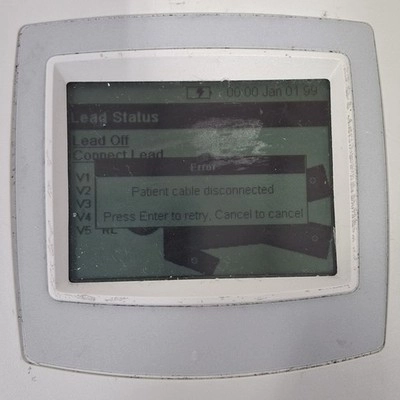 00:00 Jan 01 99
Lead Status
Lead Off
Connect Lead
Error
V1
Patient cable disconnected
V2
V3
V4
Press Enter to retry, Cancel to cancel
V5 RL